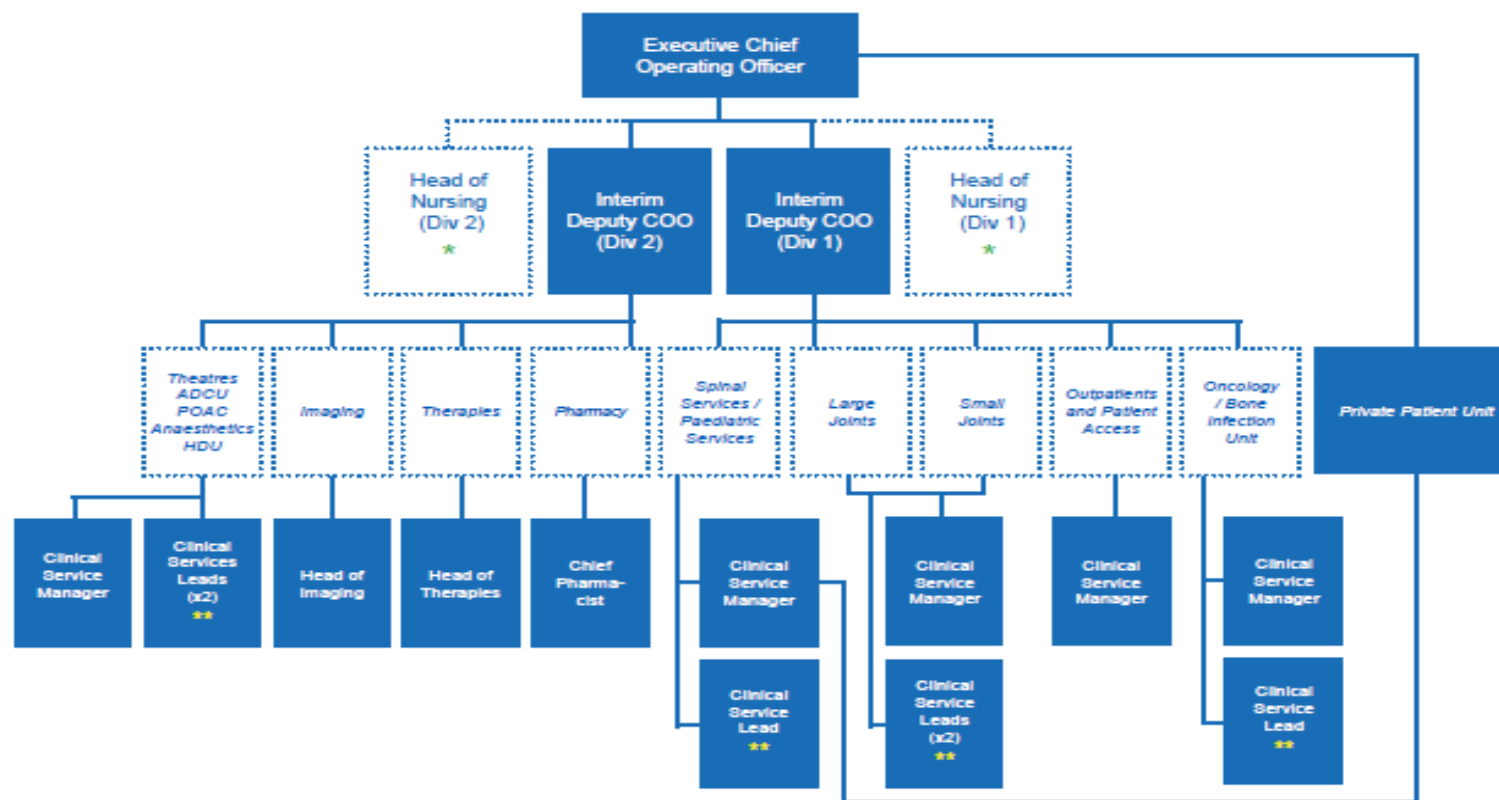 Executive Chief
Operating Officer
Head of
Nursing
(Div 2)
*
Interim
Deputy COO
(Div 2)
Interim
Deputy COO
(Div 1)
Head of
Nursing
(Div 1)
*
Theatres
ADCU
POAC
Anaesthetics
HDU
Imaging
Therapies
Pharmacy
Spinal
Services /
Paediatric
Services
Large
Joints
Small
Joints
Outpatients
and Patient
Access
Oncology
/ Bone
Infection
Unit
Private Patient Unit
Clinical
Service
Manager
Clinical
Services
Leads
(x2)
**
Head of
Imaging
Head of
Therapies
Chief
Pharma-
cist
Clinical
Service
Manager
Clinical
Service
Manager
Clinical
Service
Manager
Clinical
Service
Manager
Clinical
Service
Lead
**
Clinical
Service
Leads
(x2)
**
Clinical
Service
Lead
**